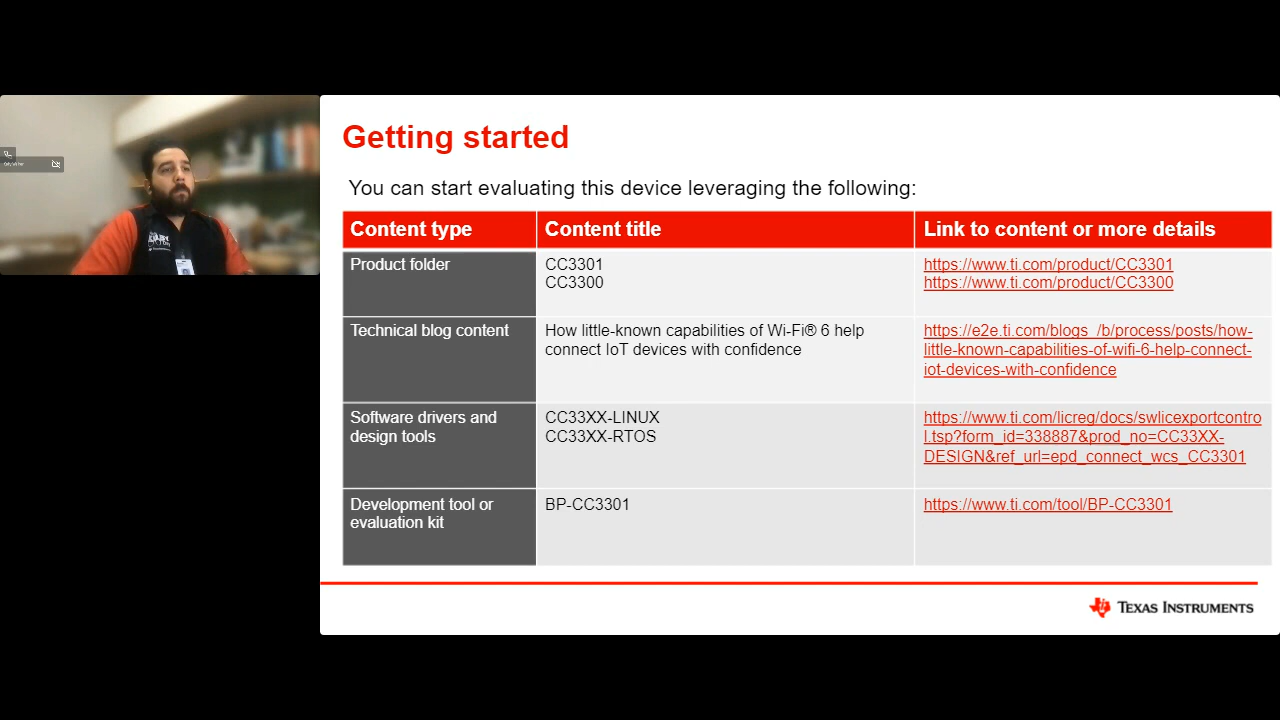 Getting started
You can start evaluating this device leveraging the following:
Content type
Content title
Link to content or more details
Product folder
CC3301
CC3300
https://www.ti.com/product/CC3301
https://www.ti.com/product/CC3300
Technical blog content
How little-known capabilities of Wi-Fi® 6 help
connect IoT devices with confidence
https://e2e.ti.com/blogs_/b/process/posts/how-
little-known-capabilities-of-wifi-6-help-connect-
iot-devices-with-confidence
Software drivers and
design tools
CC33XX-LINUX
CC33XX-RTOS
https://www.ti.com/licreg/docs/swlicexportcontro
l.tsp?form_id=338887&prod_no=CC33XX-
DESIGN&ref_url=epd_connect_wcs_CC3301
Development tool or
evaluation kit
BP-CC3301
https://www.ti.com/tool/BP-CC3301
TEXAS INSTRUMENTS